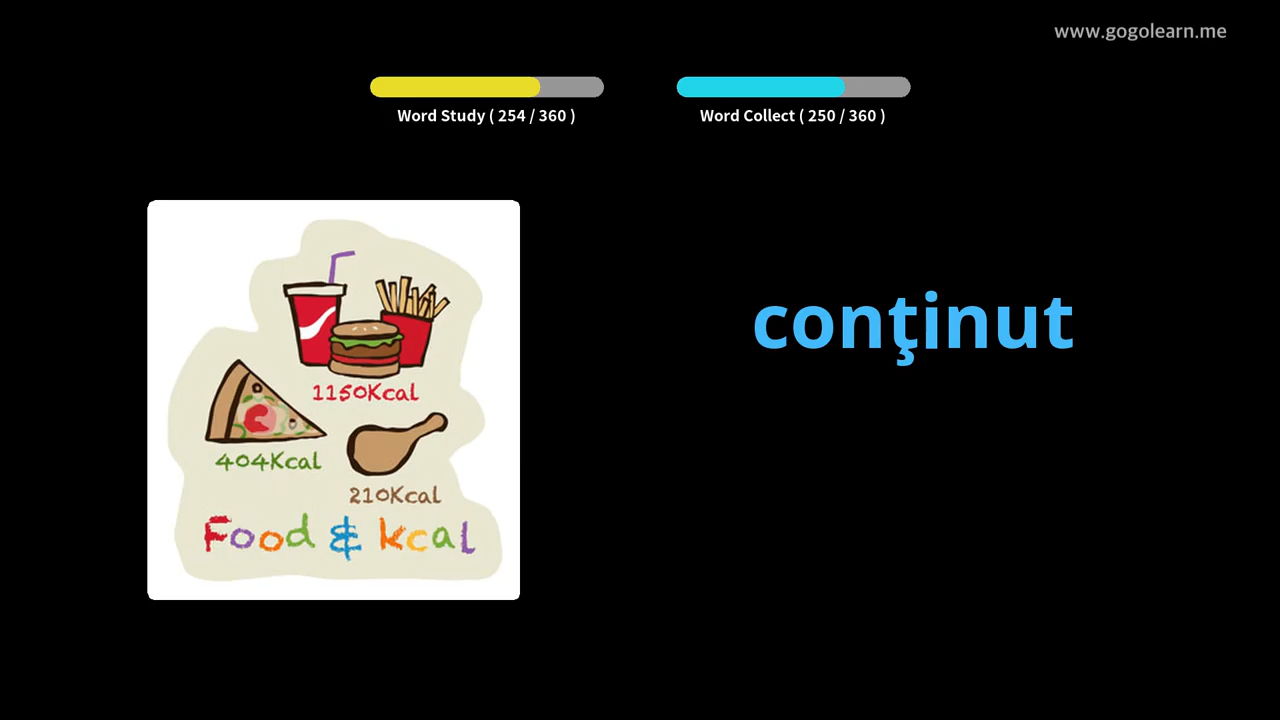 www.gogolearn.me
Word Study ( 254 / 360 )
Word Collect ( 250 / 360 )
conţinut
1150Kcal
404Kcal
210Kcal
Food & kcal